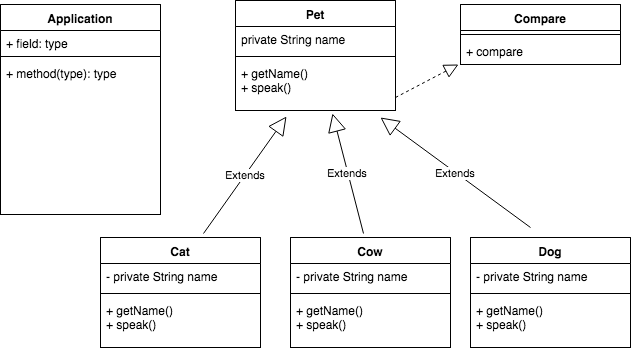 Application
+ field: type
+ method(type): type
Pet
private String name
+ getName()
+ speak()
Compare
+ compare
Extends
Extends
Extends
Cat
- private String name
+ getName()
+ speak()
Cow
- private String name
+ getName()
+ speak()
Dog
- private String name
+ getName()
+ speak()